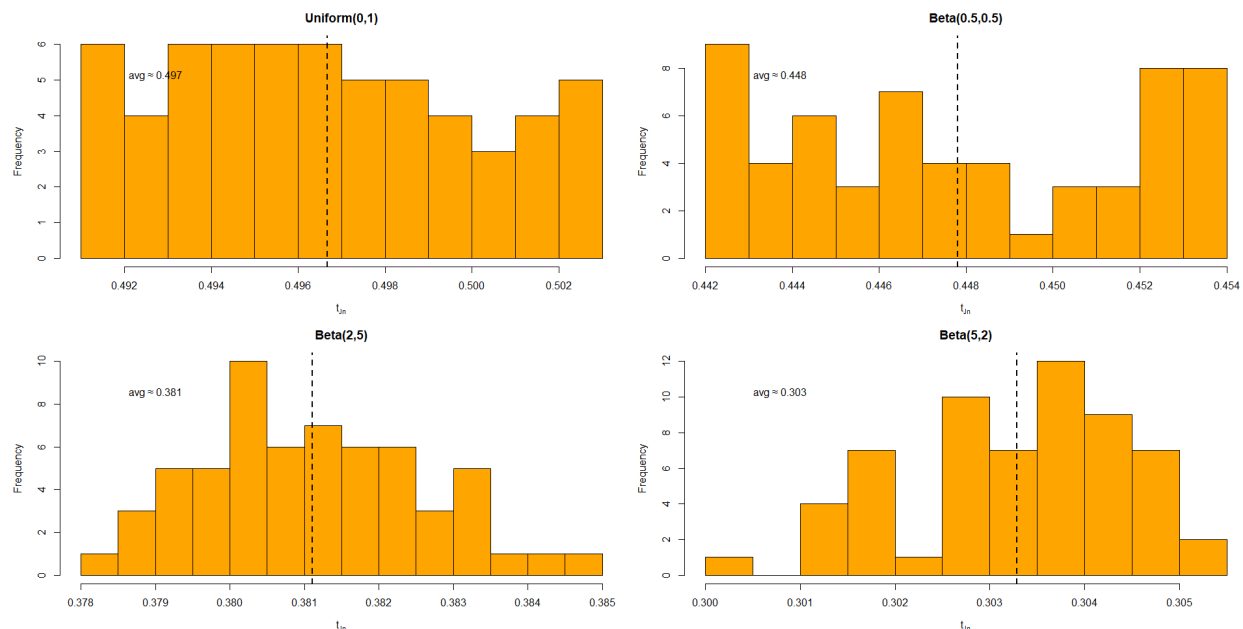 Uniform(0,1)
Frequency
6
5
4
3
2
1
0
avg ≈ 0.497
0.492 0.494 0.496 0.498 0.500 0.502
t_Jn
Beta(0.5,0.5)
Frequency
8
6
4
2
0
avg ≈ 0.448
0.442 0.444 0.446 0.448 0.450 0.452 0.454
t_Jn
Beta(2,5)
Frequency
10
8
6
4
2
0
avg ≈ 0.381
0.378 0.379 0.380 0.381 0.382 0.383 0.384 0.385
t_Jn
Beta(5,2)
Frequency
12
10
8
6
4
2
0
avg ≈ 0.303
0.300 0.301 0.302 0.303 0.304 0.305
t_Jn